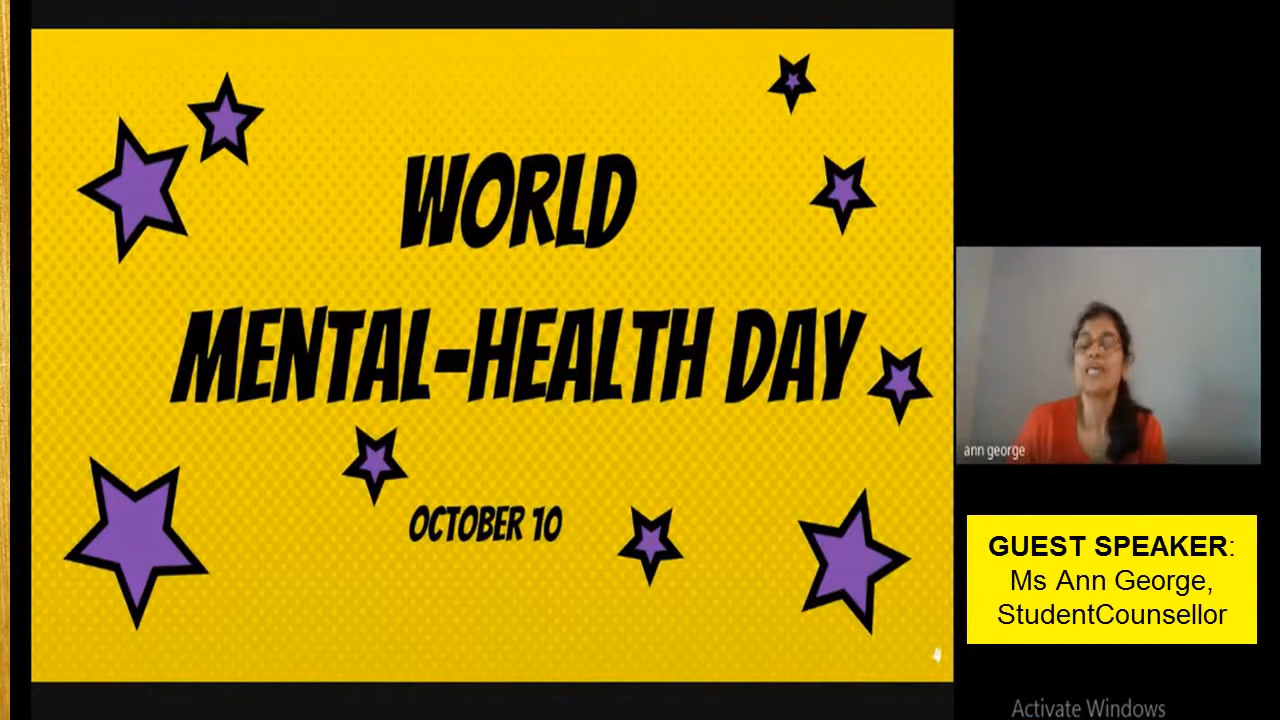 WORLD
MENTAL-HEALTH DAY
OCTOBER 10
ann george
GUEST SPEAKER:
Ms Ann George,
StudentCounsellor
Activate Windows